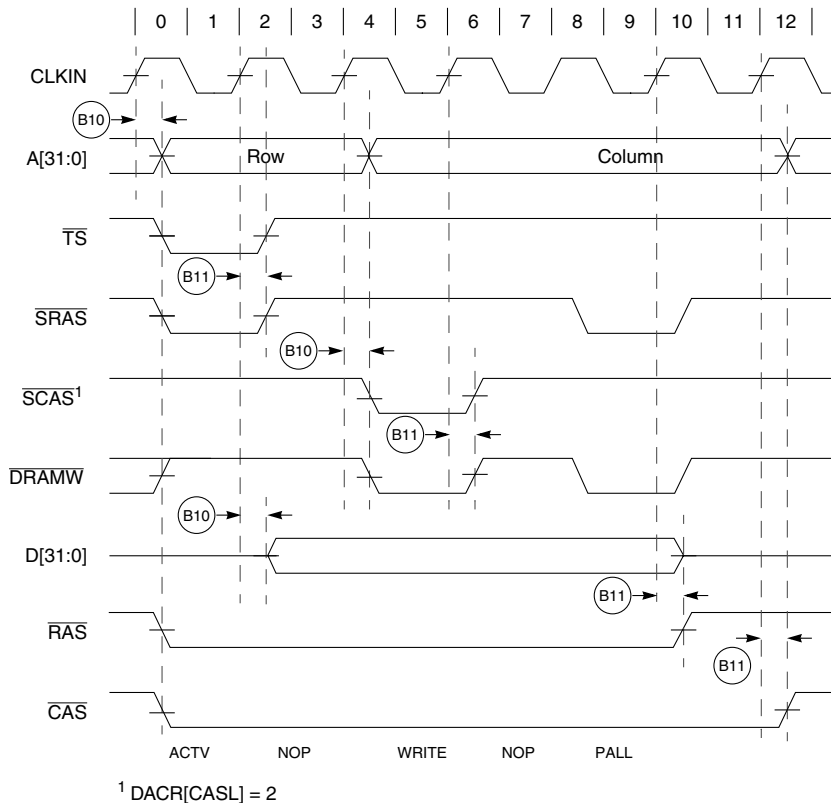 0 1 2 3 4 5 6 7 8 9 10 11 12
CLKIN
B10
A[31:0] Row Column
TS
B11
SRAS
B10
SCAS1
B11
DRAMW
B10
D[31:0]
B11
RAS
B11
CAS
ACTV NOP WRITE NOP PALL
1 DACR[CASL] = 2